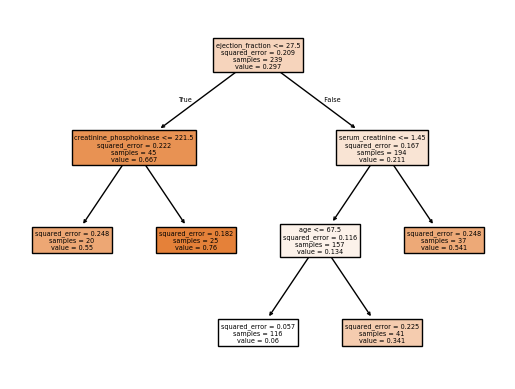 ejection_fraction <= 27.5
squared_error = 0.209
samples = 239
value = 0.297
True
False
creatinine_phosphokinase <= 221.5
squared_error = 0.222
samples = 45
value = 0.667
serum_creatinine <= 1.45
squared_error = 0.167
samples = 194
value = 0.211
squared_error = 0.248
samples = 20
value = 0.55
squared_error = 0.182
samples = 25
value = 0.76
age <= 67.5
squared_error = 0.116
samples = 157
value = 0.134
squared_error = 0.248
samples = 37
value = 0.541
squared_error = 0.057
samples = 116
value = 0.06
squared_error = 0.225
samples = 41
value = 0.341